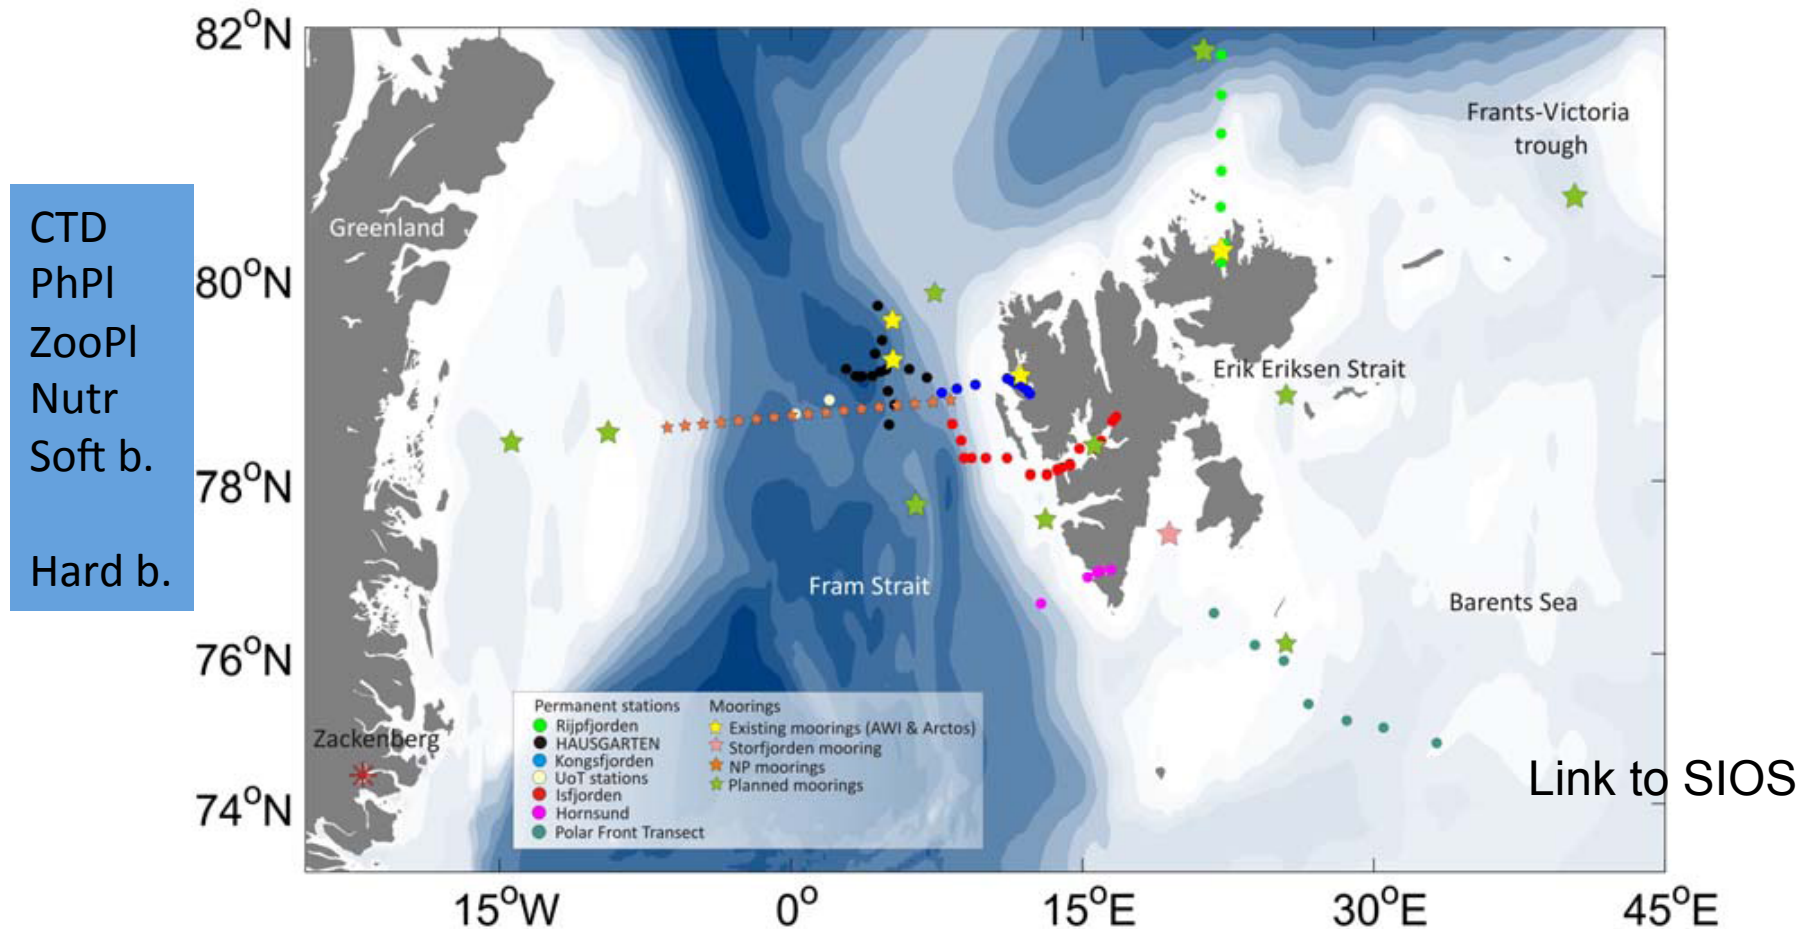 82°N
80°N
78°N
76°N
74°N
15°W
0°
15°E
30°E
45°E
CTD
PhPl
ZooPl
Nutr
Soft b.
Hard b.
Greenland
Frants-Victoria
trough
Erik Eriksen Strait
Fram Strait
Barents Sea
Zackenberg
Link to SIOS
Permanent stations
Rijpfjorden
HAUSGARTEN
Kongsfjorden
UoT stations
Isfjorden
Hornsund
Polar Front Transect
Moorings
Existing moorings (AWI & Arctos)
Storfjorden mooring
NP moorings
Planned moorings